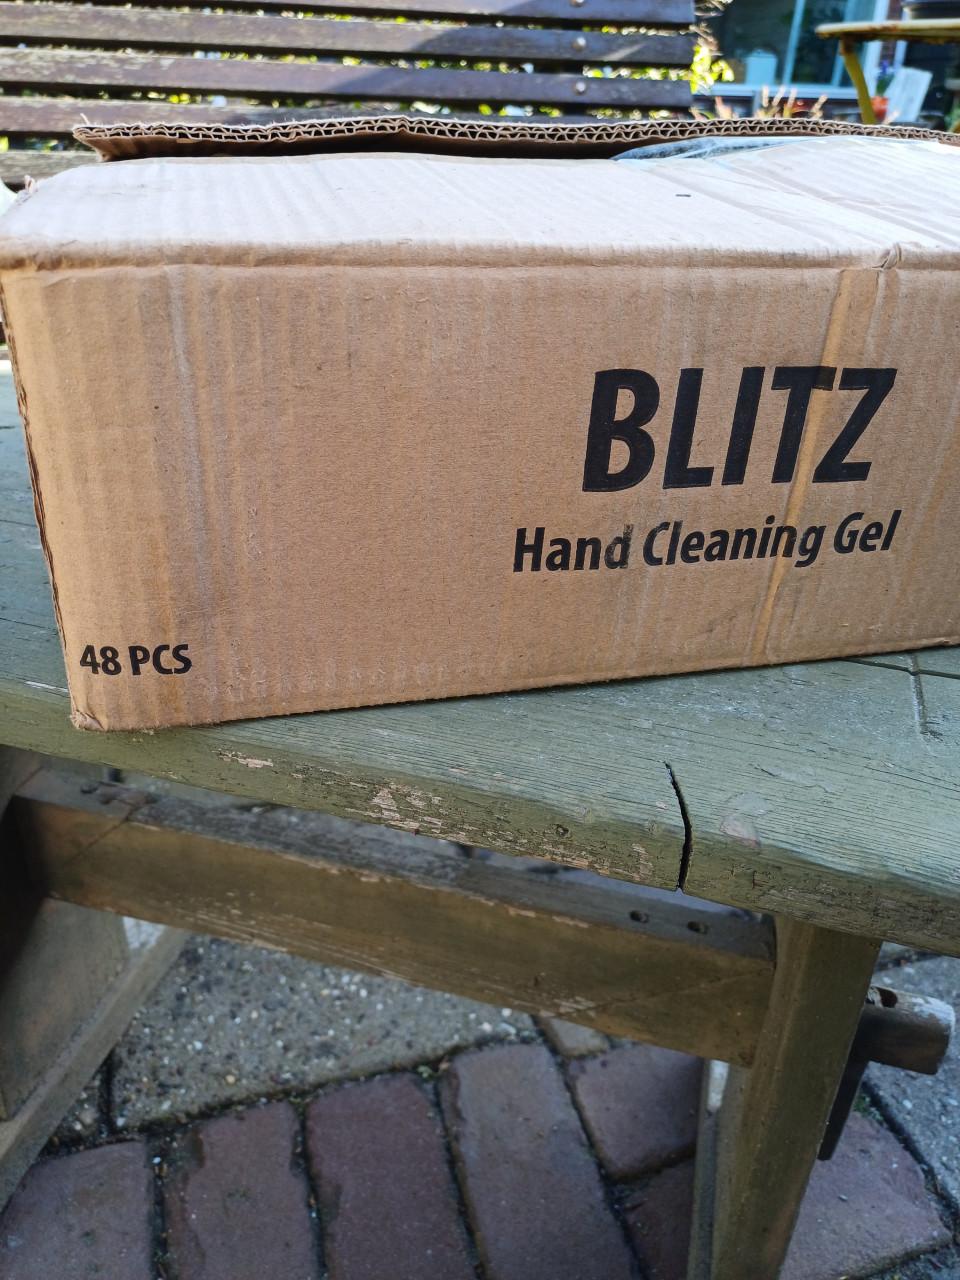 BLITZ
Hand Cleaning Gel
48 PCS